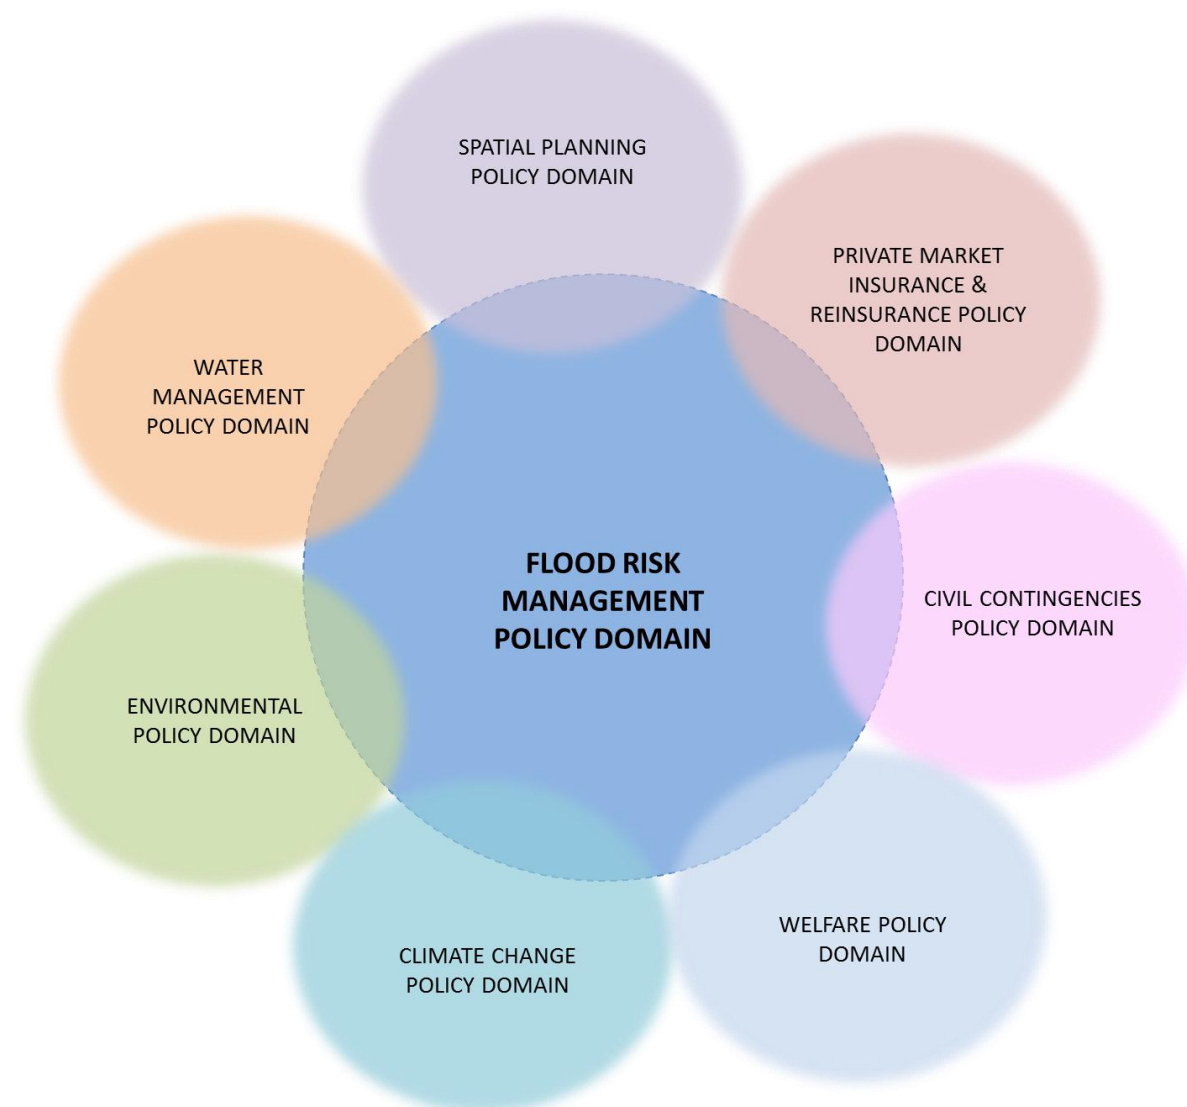 SPATIAL PLANNING
POLICY DOMAIN
PRIVATE MARKET
INSURANCE &
REINSURANCE POLICY
DOMAIN
WATER
MANAGEMENT
POLICY DOMAIN
FLOOD RISK
MANAGEMENT
POLICY DOMAIN
CIVIL CONTINGENCIES
POLICY DOMAIN
ENVIRONMENTAL
POLICY DOMAIN
WELFARE POLICY
DOMAIN
CLIMATE CHANGE
POLICY DOMAIN